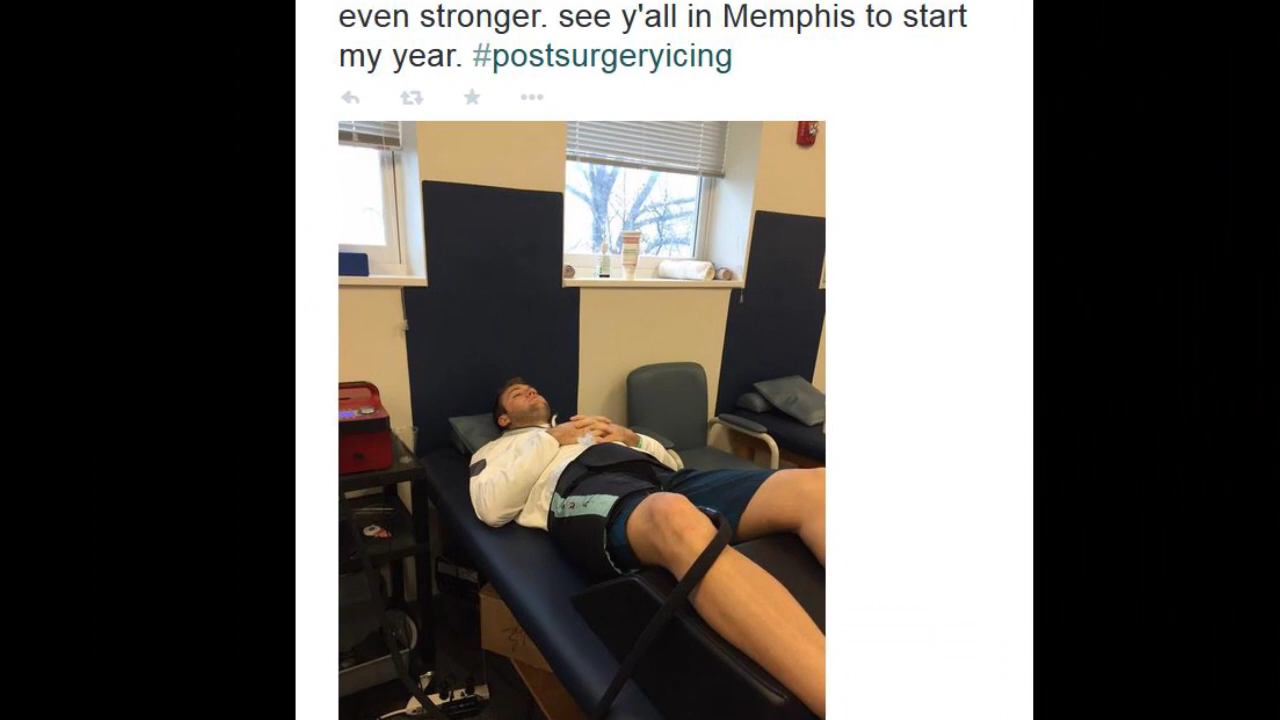 even stronger. see y'all in Memphis to start
my year. #postsurgeryicing